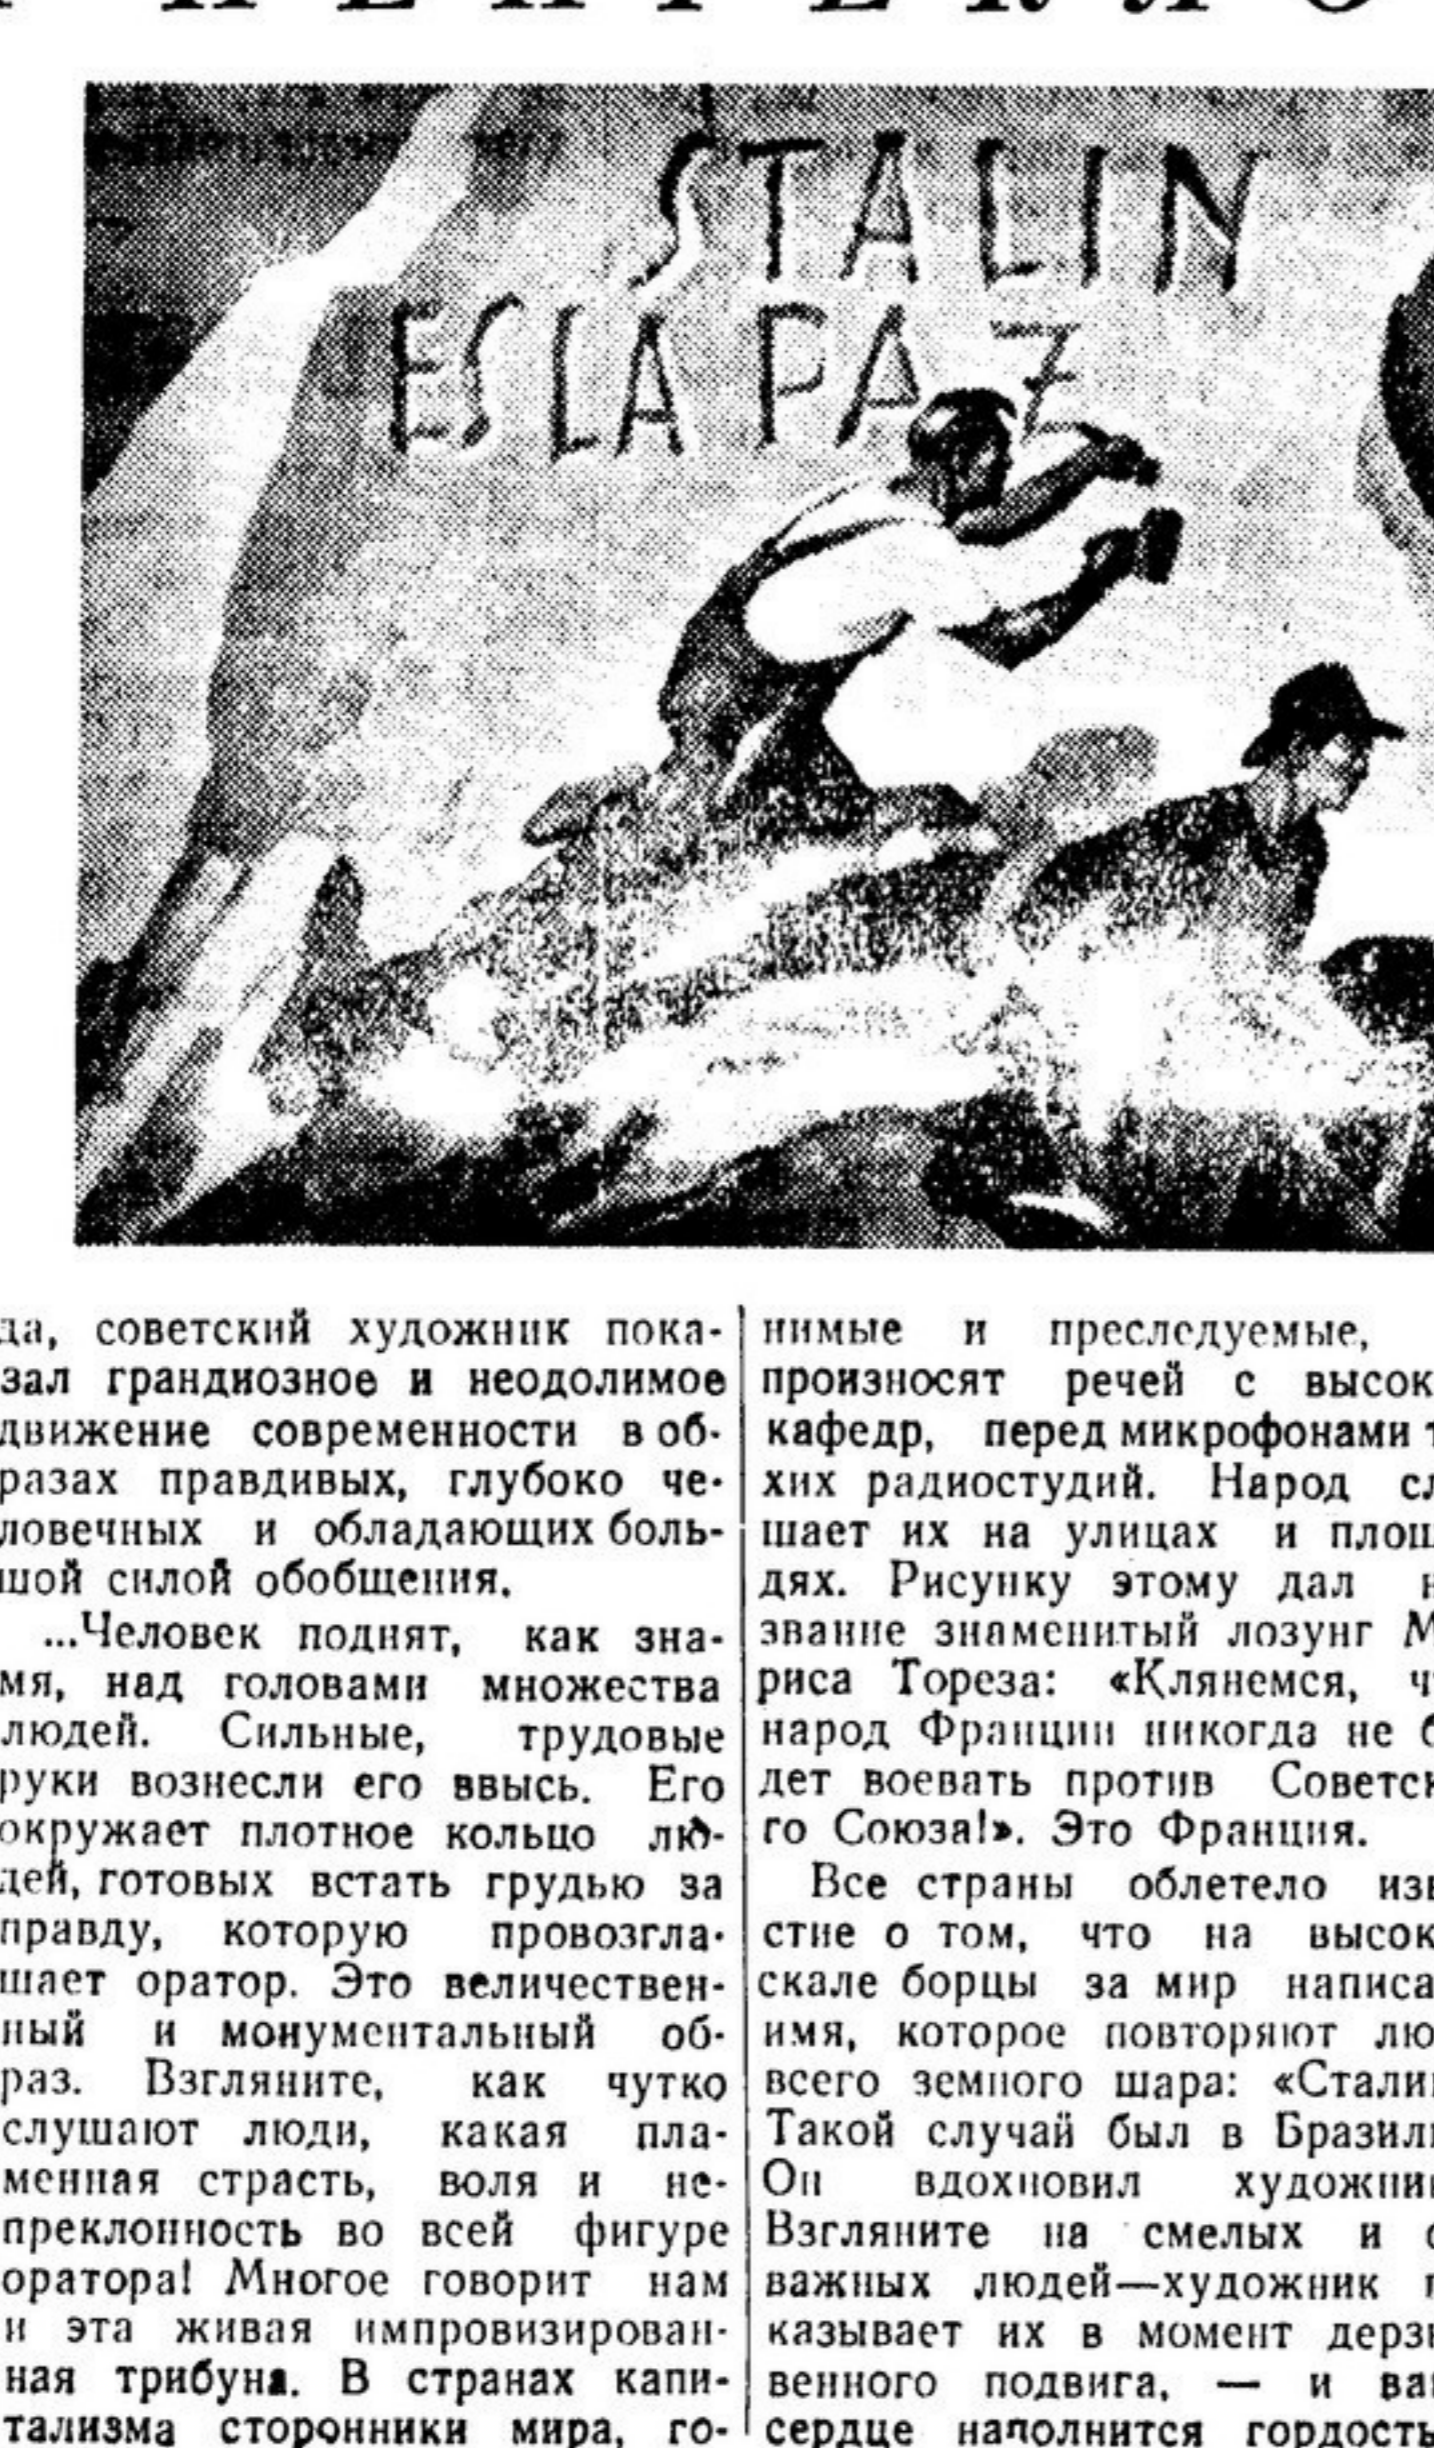 STALIN
ES LA PAZ
да, советский художник пока-
зал грандиозное и неодолимое
движение современности в об-
разах правдивых, глубоко че-
ловечных и обладающих боль-
шой силой обобщения.
...Человек поднят, как зна-
мя, над головами множества
людей. Сильные, трудовые
руки вознесли его ввысь. Его
окружает плотное кольцо лю-
дей, готовых встать грудью за
правду, которую провозгла-
шает оратор. Это величествен-
ный и монументальный об-
раз. Взгляните, как чутко
слушают люди, какая пла-
менная страсть, воля и не-
преклонность во всей фигуре
оратора! Многое говорит нам
и эта живая импровизирован-
ная трибуна. В странах капи-
тализма сторонники мира, го-
нимые и преследуемые,
произносят речей с высок
кафедр, перед микрофонами т
хих радиостудий. Народ сл
шает их на улицах и площ
дях. Рисунку этому дал н
звание знаменитый лозунг М
риса Тореза: «Клянемся, чт
народ Франции никогда не б
дет воевать против Советск
го Союза!». Это Франция.
Все страны облетело изв
стие о том, что на высок
скале борцы за мир написа
имя, которое повторяют лю
всего земного шара: «Сталин
Такой случай был в Бразили
Он вдохновил художник
Взгляните на смелых и о
важных людей—художник п
казывает их в момент дерзн
венного подвига, — и ваш
сердце наполнится гордость